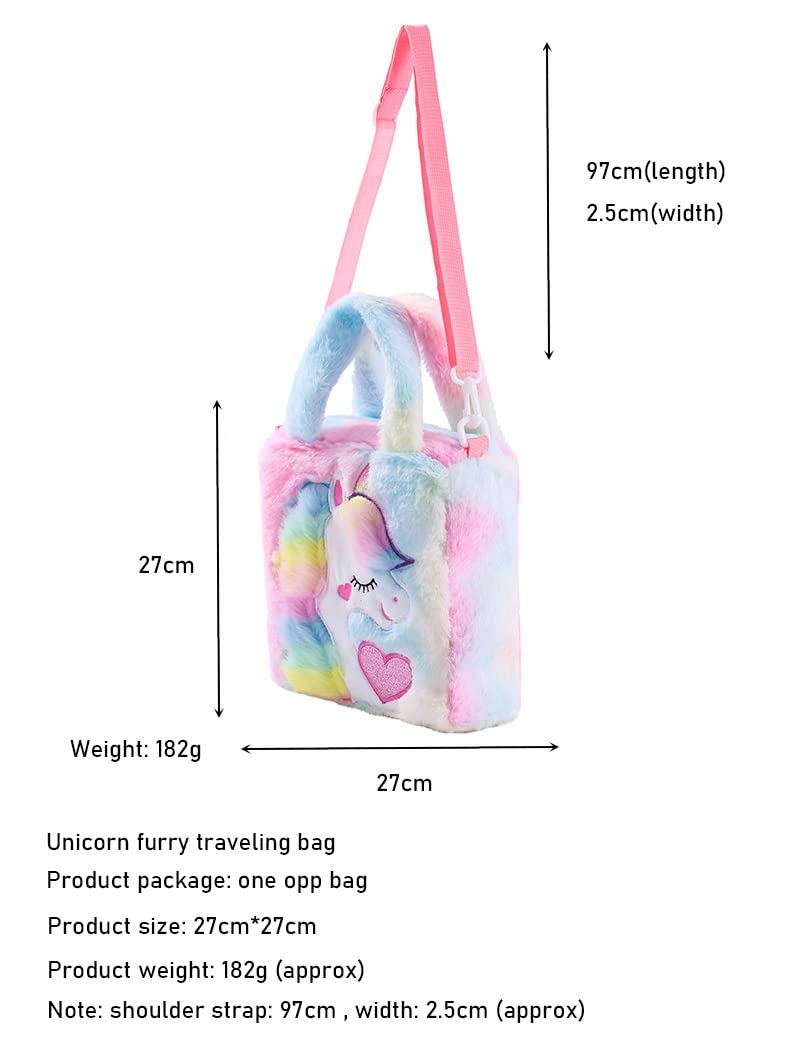 97cm(length)
2.5cm(width)
27cm
Weight: 182g
27cm
Unicorn furry traveling bag
Product package: one opp bag
Product size: 27cm*27cm
Product weight: 182g (approx)
Note: shoulder strap: 97cm , width: 2.5cm (approx)